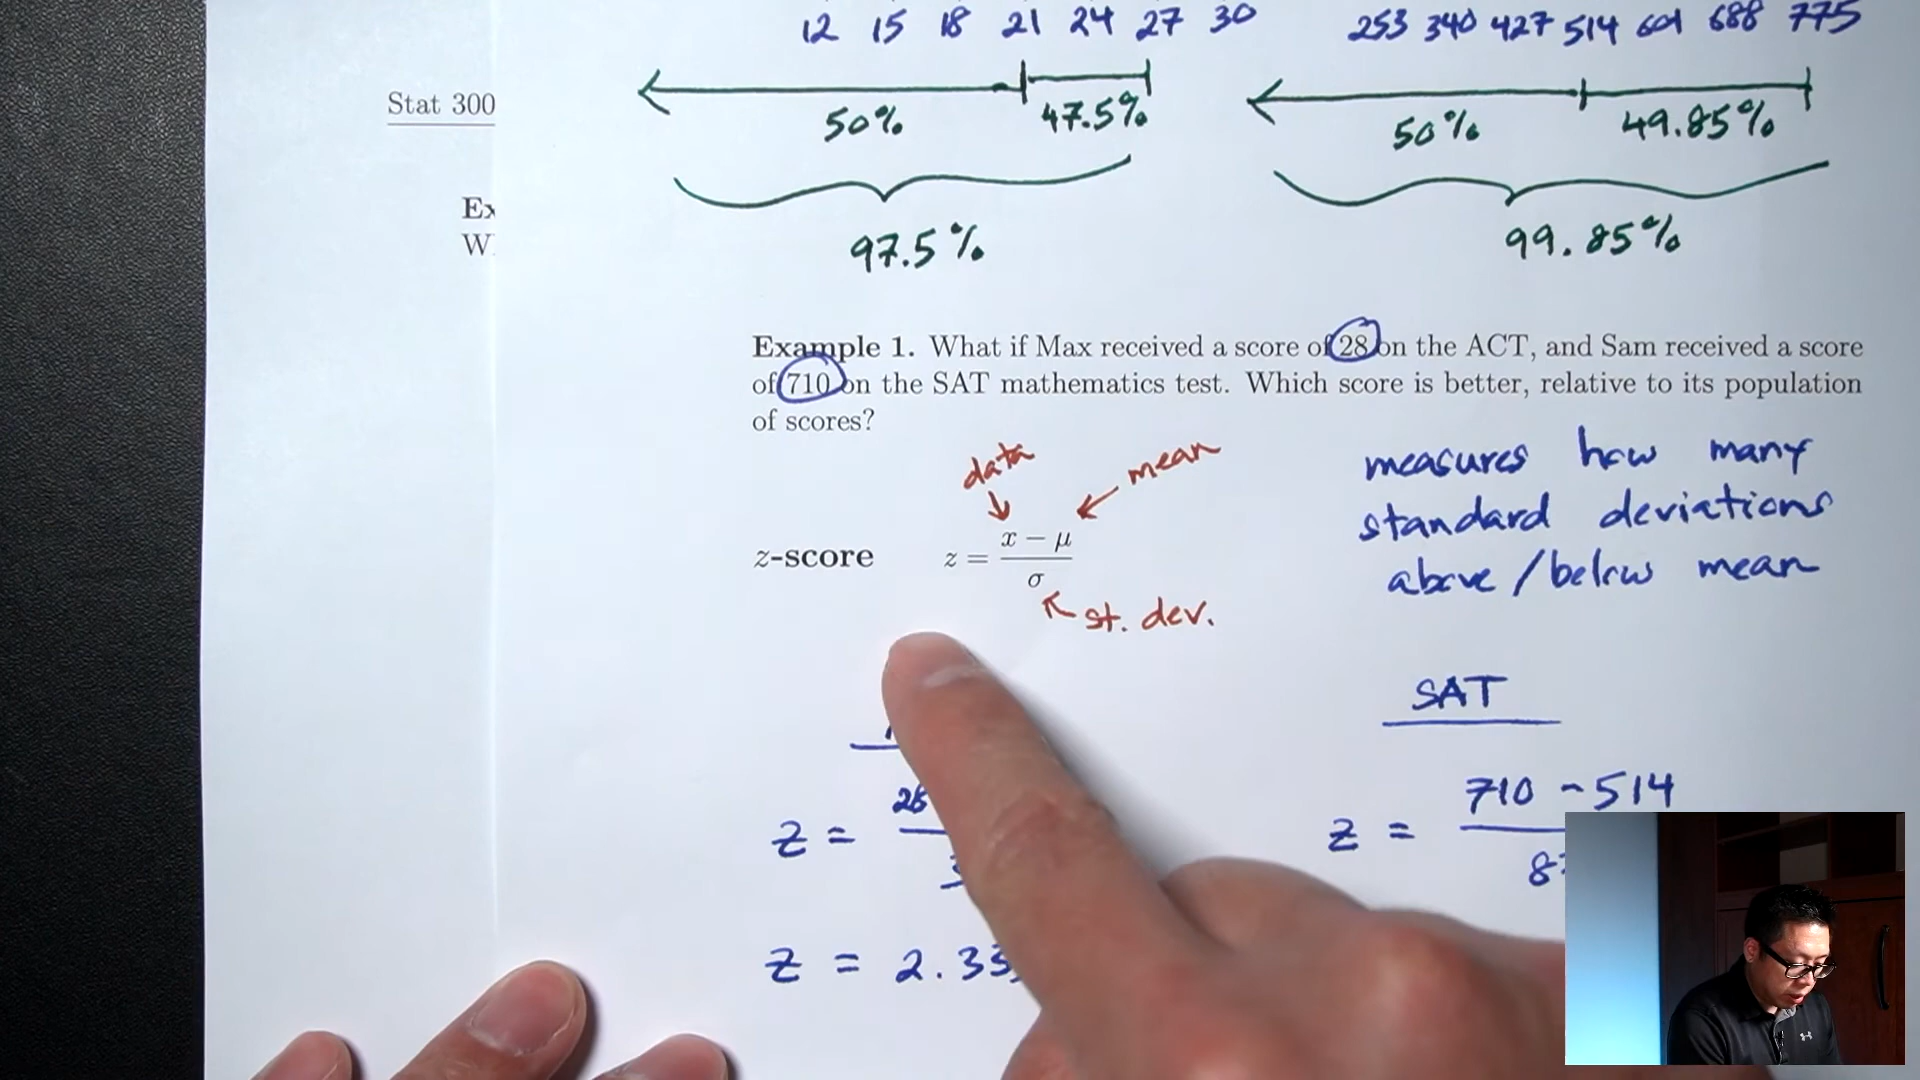 12 15 18 21 24 27 30
253 340 427 514 601 688 775
Stat 300
50% 47.5%
50% 49.85%
97.5%
99.85%
Ex
W
Example 1. What if Max received a score of 28 on the ACT, and Sam received a score
of 710 on the SAT mathematics test. Which score is better, relative to its population
of scores?
data
mean
z-score z = x − μ / σ
st. dev.
measures how many
standard deviations
above/below mean
SAT
z =
z = 710 - 514
z = 2.33